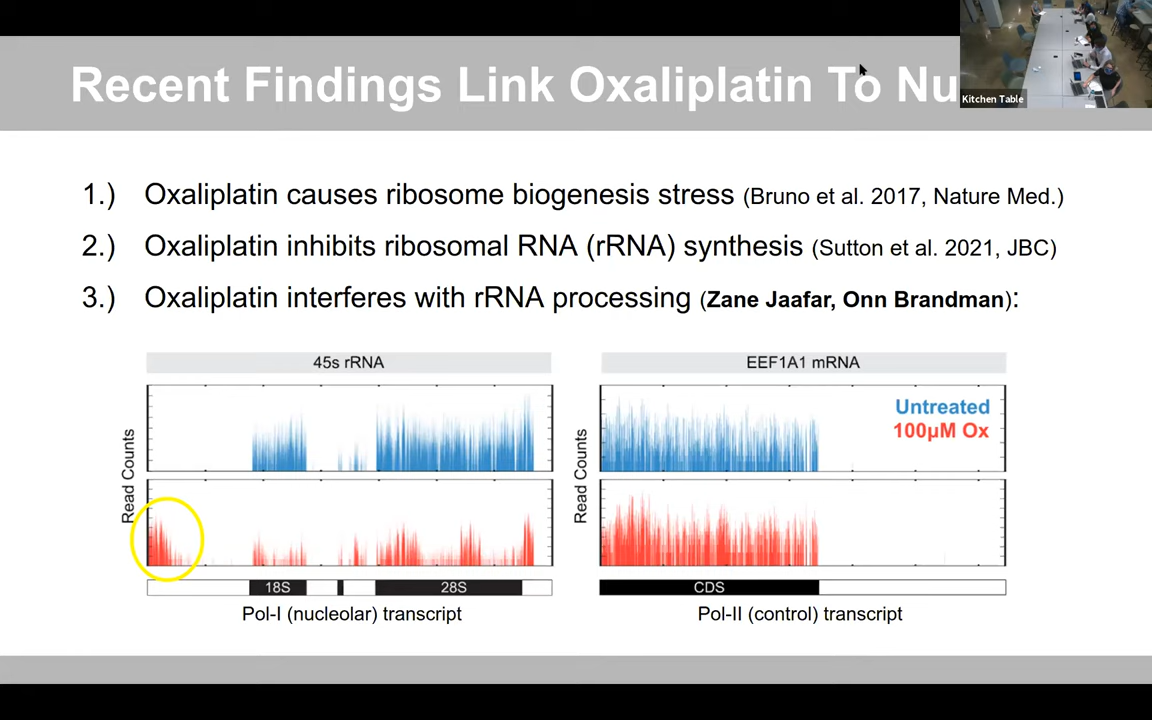 Recent Findings Link Oxaliplatin To Nu
Kitchen Table
1.) Oxaliplatin causes ribosome biogenesis stress (Bruno et al. 2017, Nature Med.)
2.) Oxaliplatin inhibits ribosomal RNA (rRNA) synthesis (Sutton et al. 2021, JBC)
3.) Oxaliplatin interferes with rRNA processing (Zane Jaafar, Onn Brandman):
45s rRNA
EEF1A1 mRNA
Untreated
100µM Ox
Read Counts
Read Counts
18S
28S
CDS
Pol-I (nucleolar) transcript
Pol-II (control) transcript